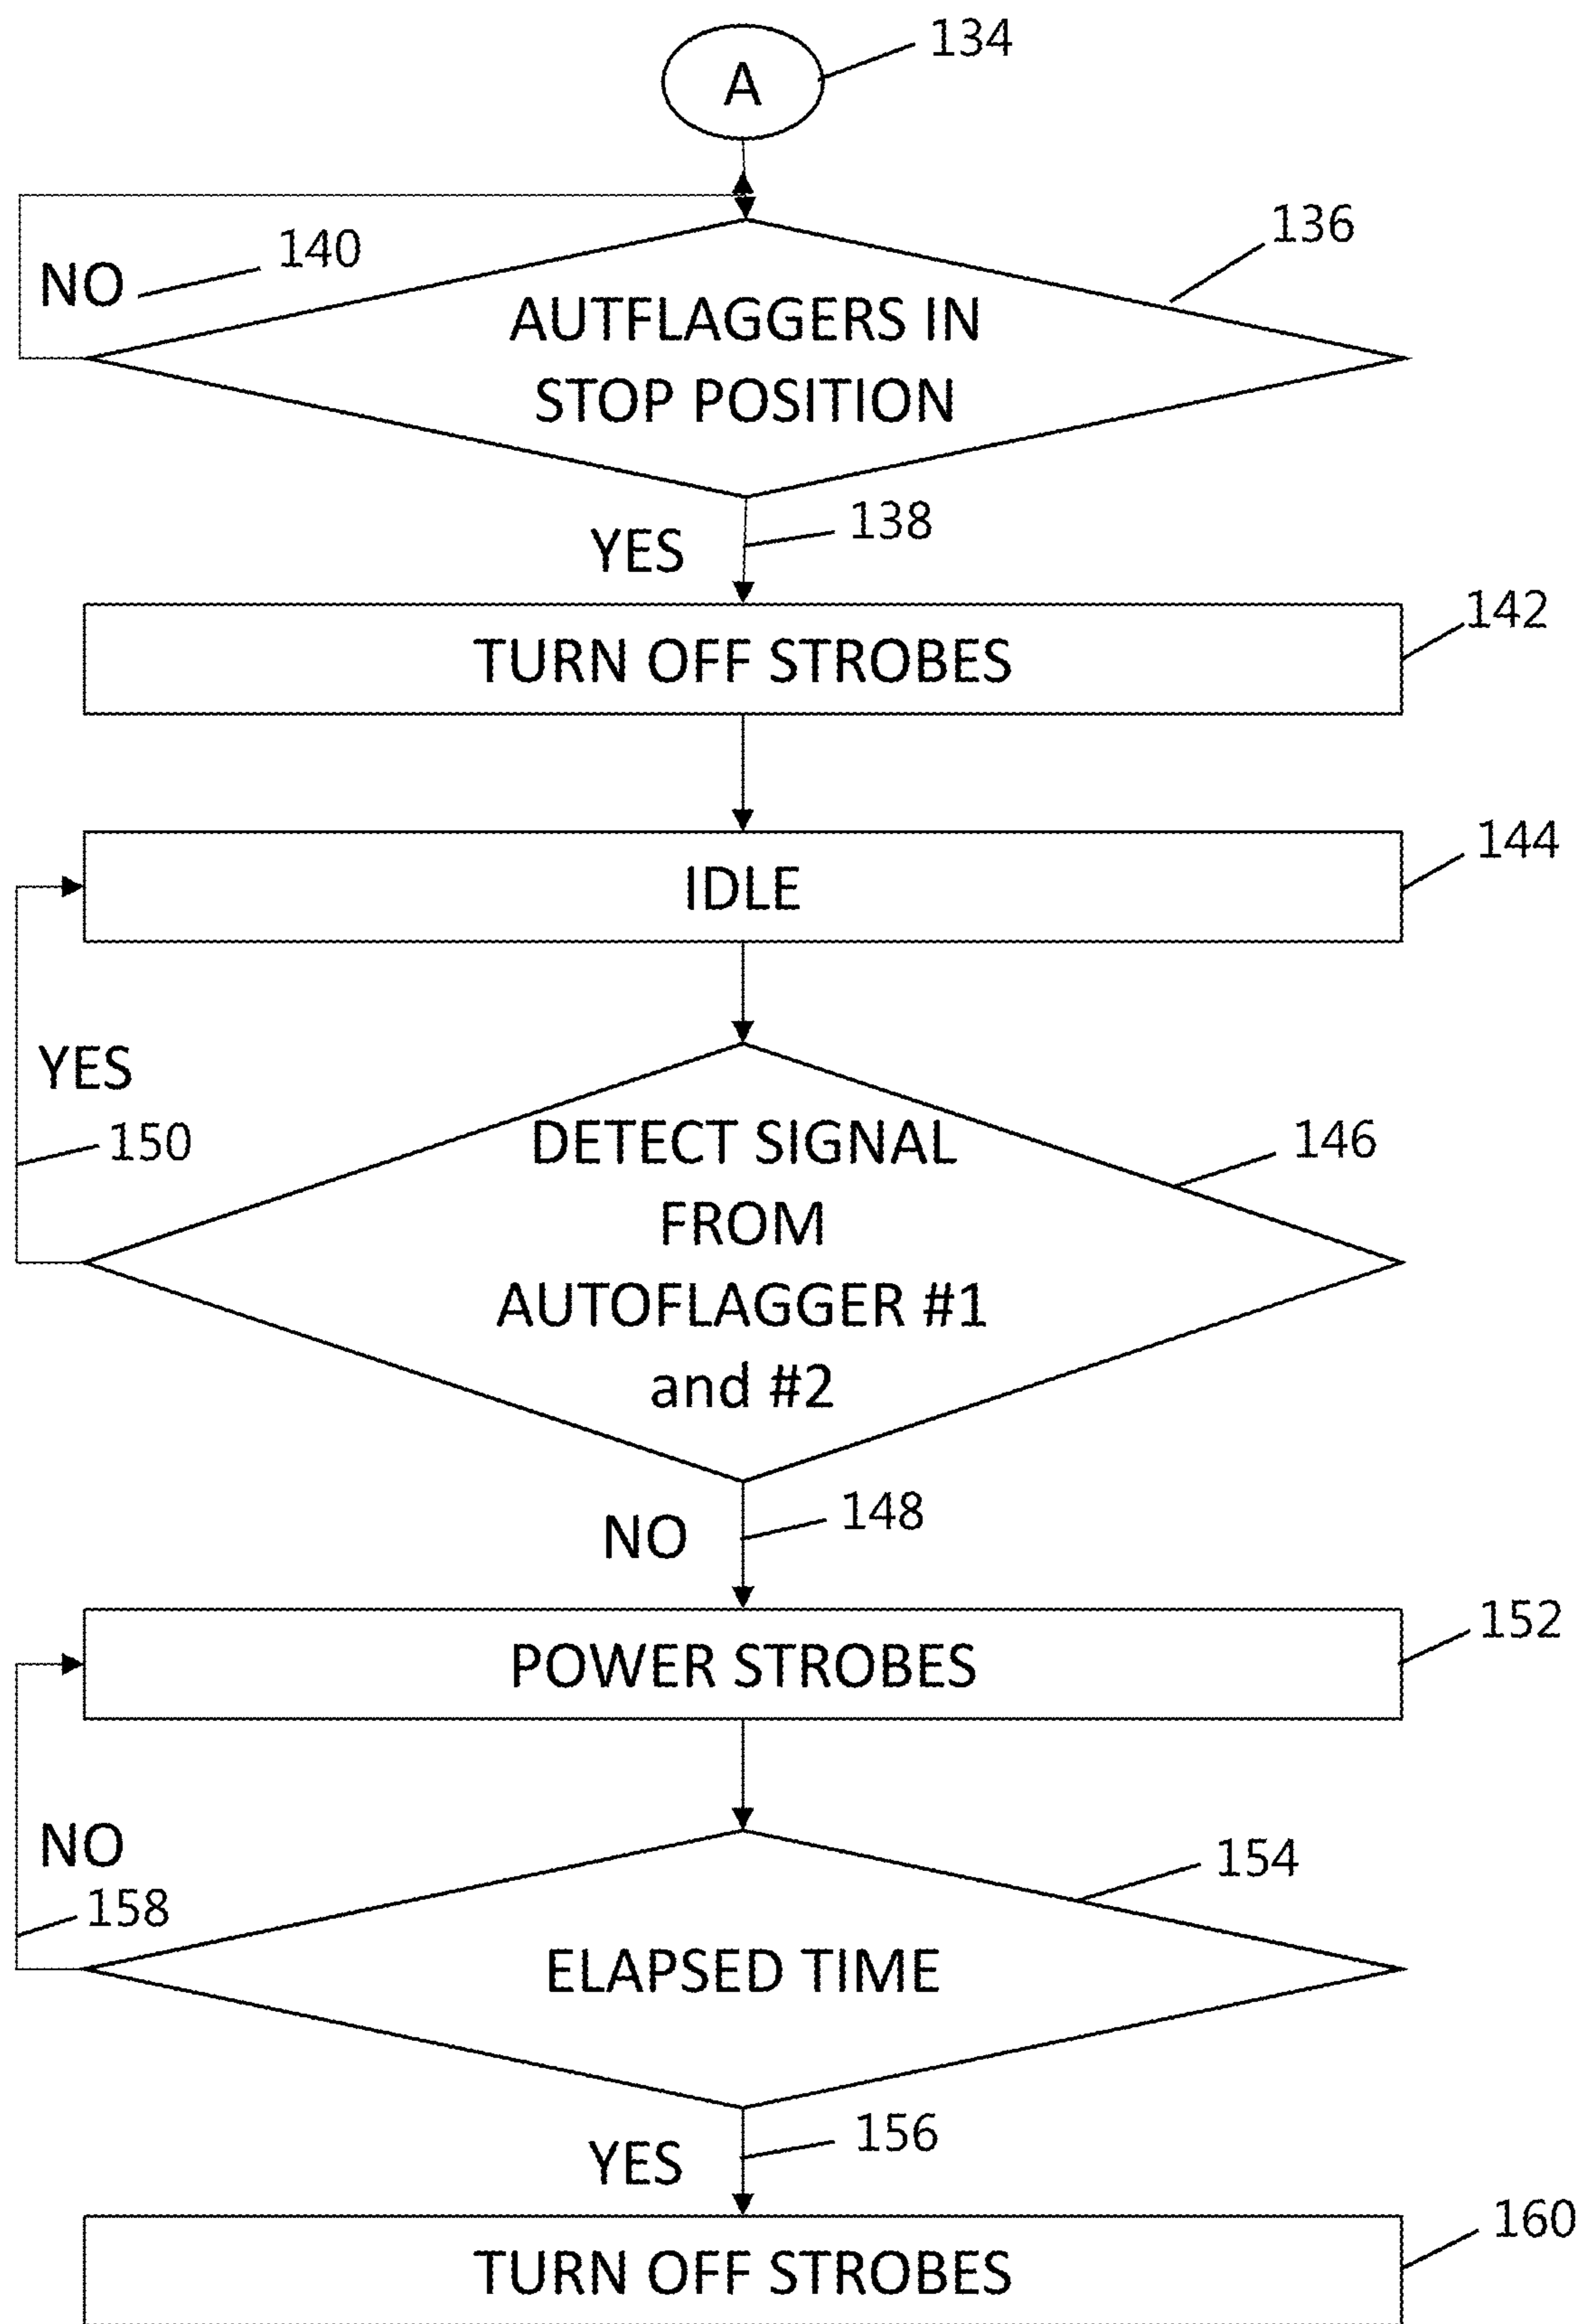 134
A
136
140
NO
AUTFLAGGERS IN
STOP POSITION
138
YES
142
TURN OFF STROBES
144
IDLE
YES
150
146
DETECT SIGNAL
FROM
AUTOFLAGGER #1
and #2
148
NO
152
POWER STROBES
NO
154
158
ELAPSED TIME
156
YES
160
TURN OFF STROBES